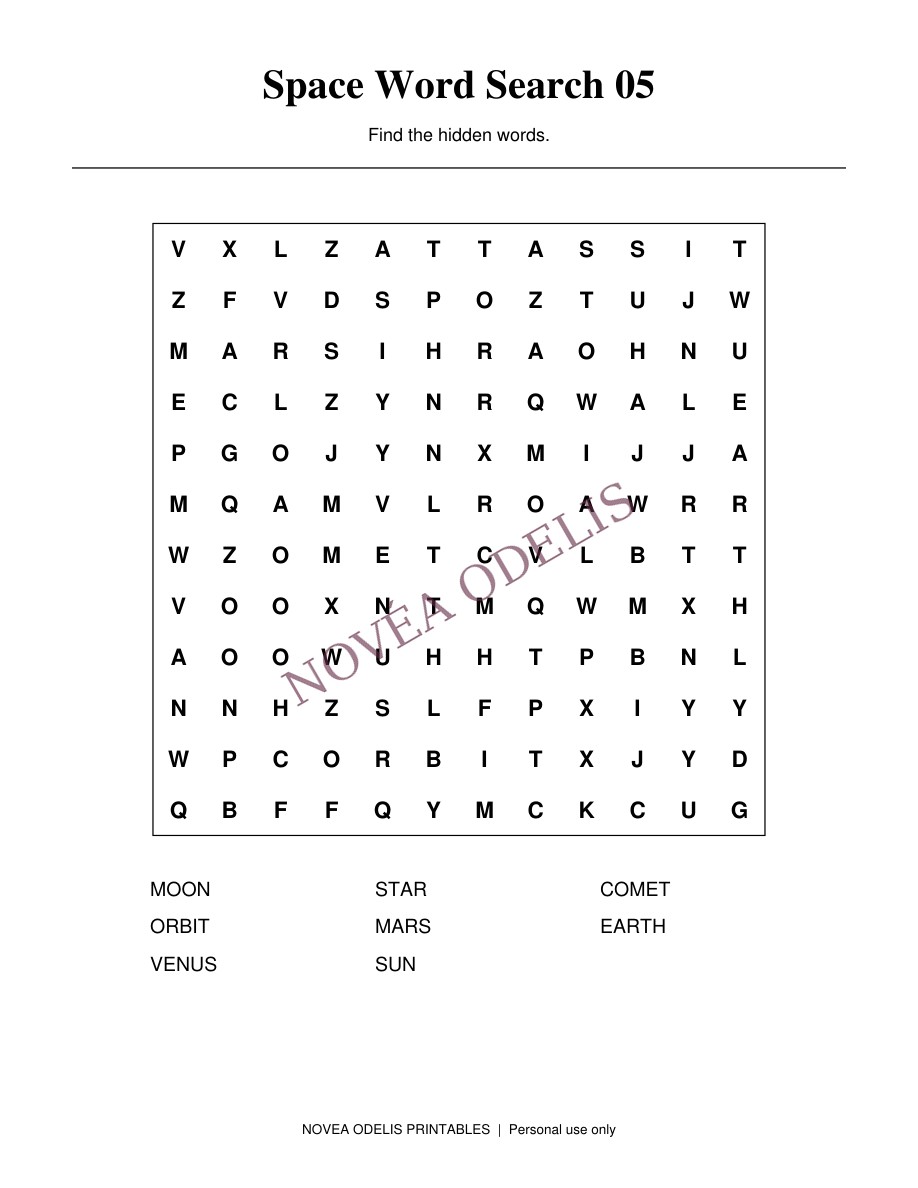 Space Word Search 05
Find the hidden words.
V X L Z A T T A S S I T
Z F V D S P O Z T U J W
M A R S I H R A O H N U
E C L Z Y N R Q W A L E
P G O J Y N X M I J J A
M Q A M V L R O A W R R
W Z O M E T C V L B T T
V O O X N T M Q W M X H
A O O W U H H T P B N L
N N H Z S L F P X I Y Y
W P C O R B I T X J Y D
Q B F F Q Y M C K C U G
NOVÉA ODELIS
MOON STAR COMET
ORBIT MARS EARTH
VENUS SUN
NOVEA ODELIS PRINTABLES | Personal use only